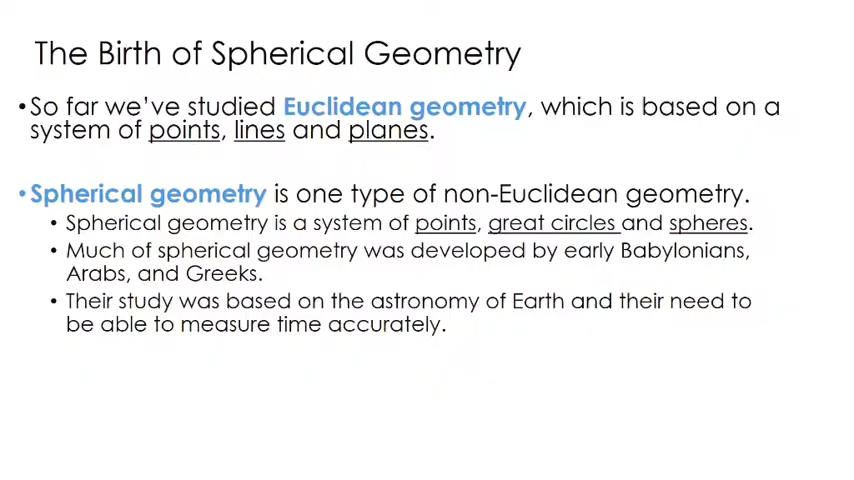 The Birth of Spherical Geometry
•So far we’ve studied Euclidean geometry, which is based on a
system of points, lines and planes.
•Spherical geometry is one type of non-Euclidean geometry.
• Spherical geometry is a system of points, great circles and spheres.
• Much of spherical geometry was developed by early Babylonians,
Arabs, and Greeks.
• Their study was based on the astronomy of Earth and their need to
be able to measure time accurately.